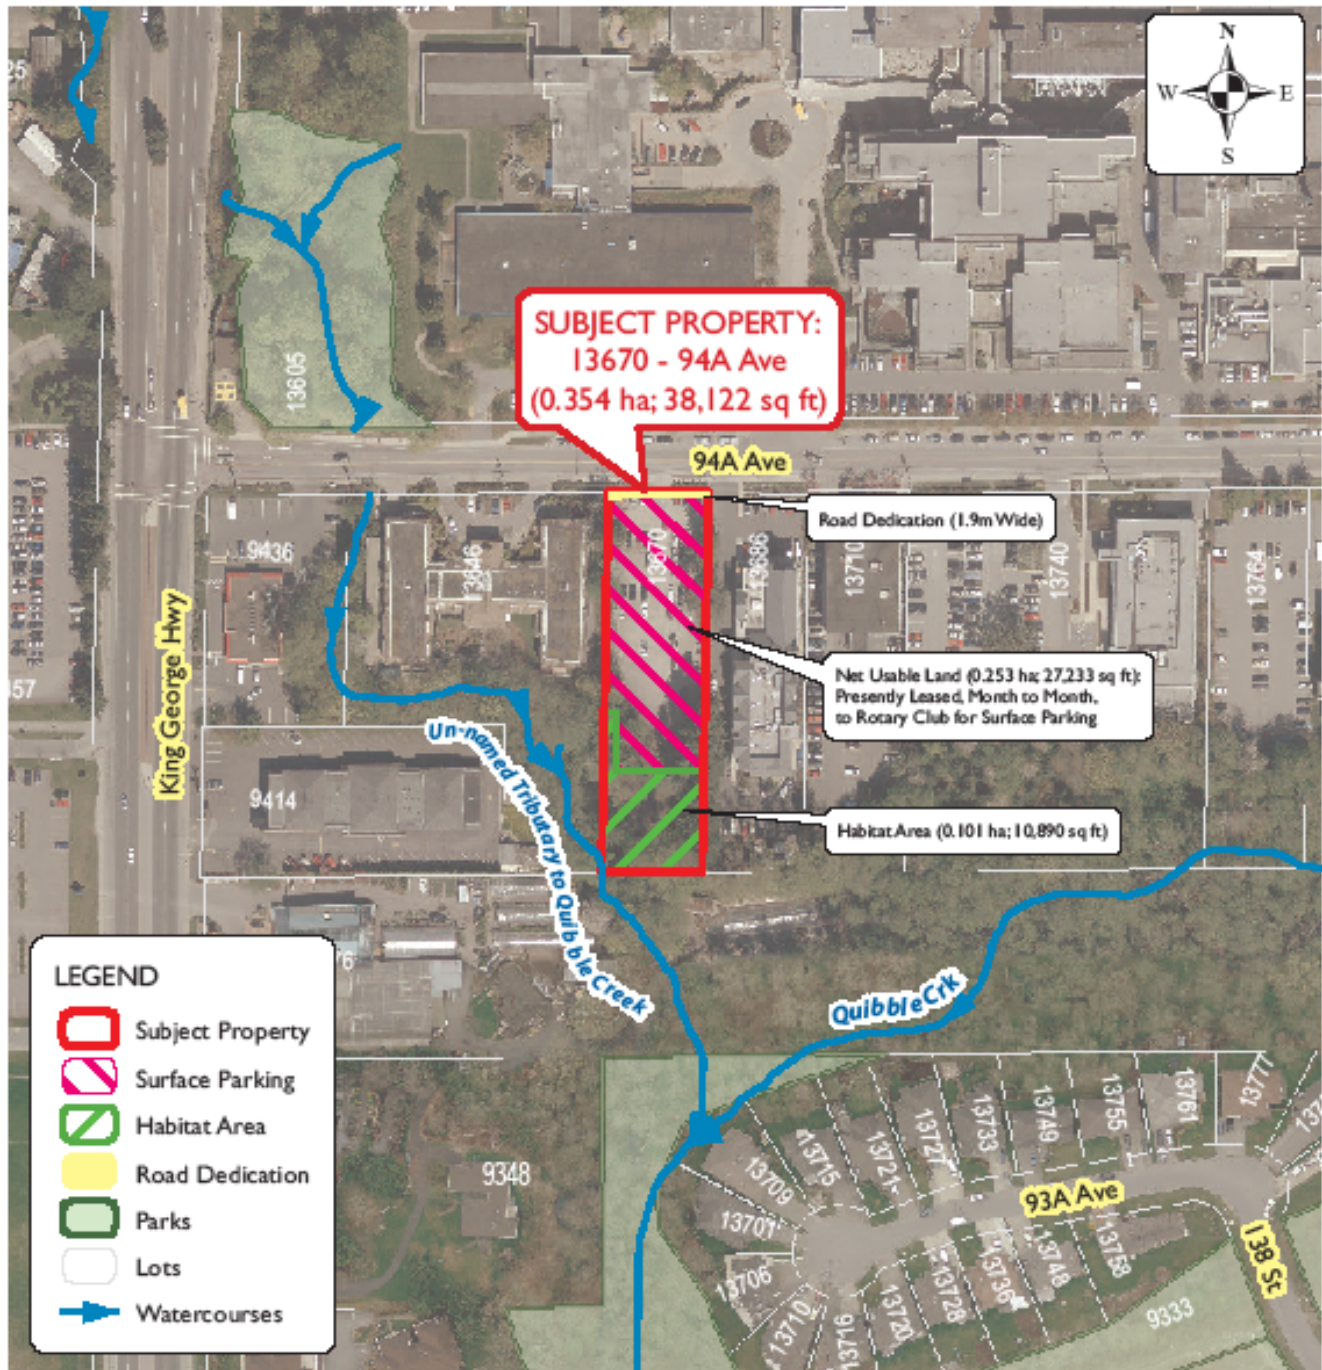 N
W E
S
25
13605
SUBJECT PROPERTY:
13670 - 94A Ave
(0.354 ha; 38,122 sq ft)
94A Ave
Road Dedication (1.9m Wide)
9436
13646
13670
13686
13710
13740
13764
King George Hwy
357
Net Usable Land (0.253 ha; 27,233 sq ft):
Presently Leased, Month to Month,
to Rotary Club for Surface Parking
Un-named Tributary to Quibble Creek
9414
Habitat Area (0.101 ha; 10,890 sq ft)
Quibble Crk
LEGEND
Subject Property
Surface Parking
Habitat Area
Road Dedication
Parks
Lots
Watercourses
9348
13709
13715
13721
13727
13733
13749
13755
13761
13777
13707
13706
13710
13716
13720
13728
13736
13748
13758
93A Ave
138 St
9333